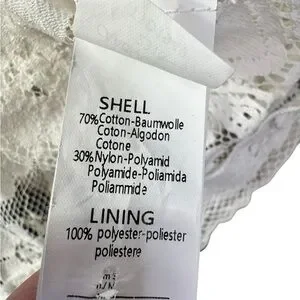 SHELL
70%Cotton-Baumwolle
Coton-Algodon
Cotone
30%Nylon-Polyamid
Polyamide-Poliamida
Poliammide
LINING
100% polyester-poliester
poliestere